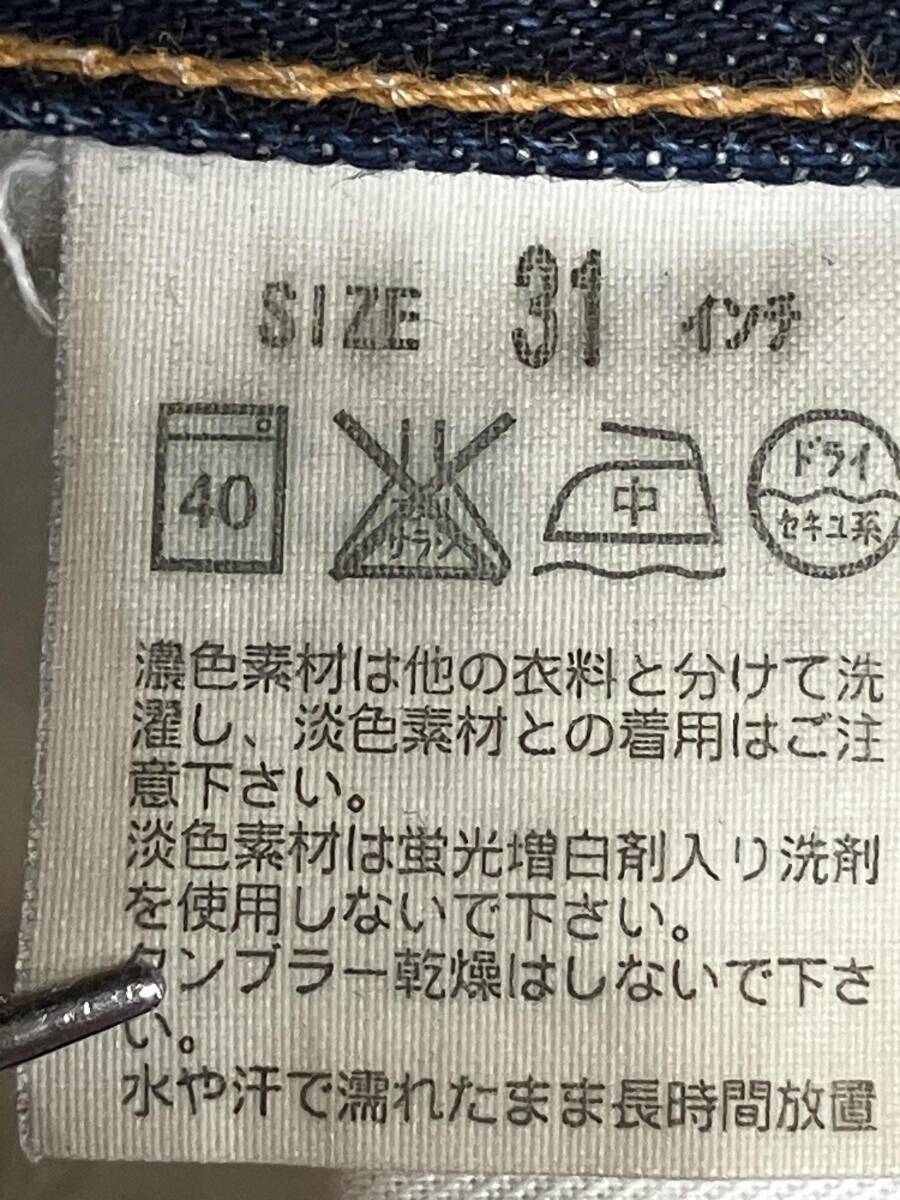 SIZE 31 インチ
40
中
ドライ
セキユ系
濃色素材は他の衣料と分けて洗
濯し、淡色素材との着用はご注
意下さい。
淡色素材は蛍光増白剤入り洗剤
を使用しないで下さい。
タンブラー乾燥はしないで下さ
い。
水や汗で濡れたまま長時間放置